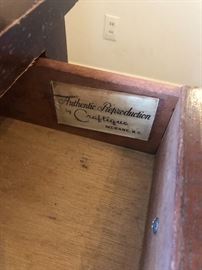 Authentic Reproduction
by Craftique
MEBANE, N.C.